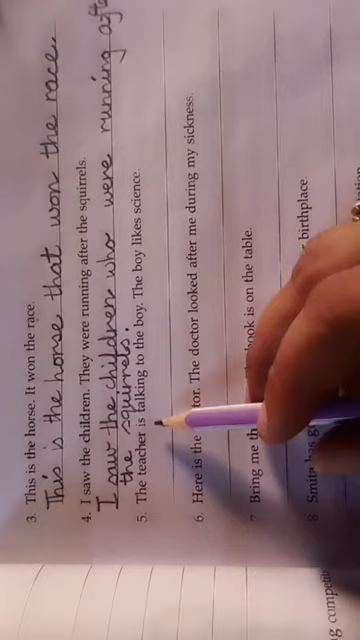 3. This is the horse. It won the race.
This is the horse that won the race.
4. I saw the children. They were running after the squirrels.
I saw the children who were running after
the squirrels.
5. The teacher is talking to the boy. The boy likes science.
6. Here is the tor. The doctor looked after me during my sickness.
7 Bring me th book is on the table.
8 Smita has birthplace.
g competiti